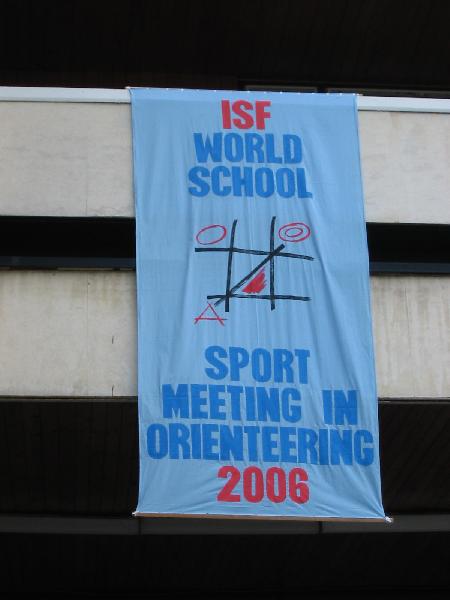 ISF
WORLD
SCHOOL
SPORT
MEETING IN
ORIENTEERING
2006